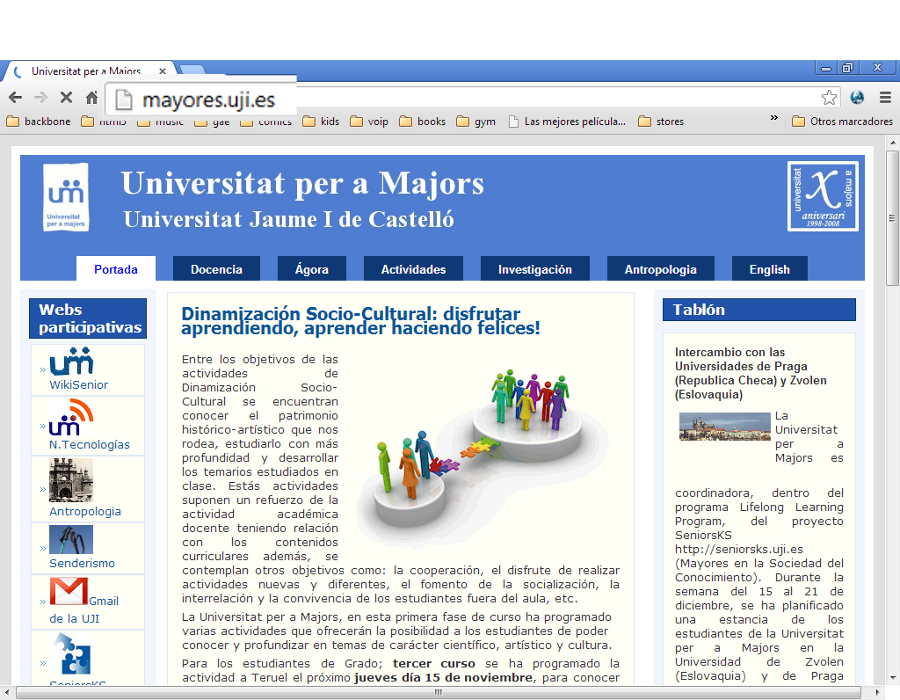 Universitat per a Majors
mayores.uji.es
backbone
html5
music
gae
comics
kids
voip
books
gym
Las mejores película...
stores
»
Otros marcadores
um
Universitat
per a majors
Universitat per a Majors
Universitat Jaume I de Castelló
universitat
X
a majors
aniversari
1998-2008
Portada
Docencia
Ágora
Actividades
Investigación
Antropologia
English
Webs
participativas
» um
WikiSenior
» um
N.Tecnologías
»
Antropologia
»
Senderismo
» Gmail
de la UJI
»
SeniorsKS
Dinamización Socio-Cultural: disfrutar
aprendiendo, aprender haciendo felices!
Entre los objetivos de las
actividades de
Dinamización Socio-
Cultural se encuentran
conocer el patrimonio
histórico-artístico que nos
rodea, estudiarlo con más
profundidad y desarrollar
los temarios estudiados en
clase. Estás actividades
suponen un refuerzo de la
actividad académica
docente teniendo relación
con los contenidos
curriculares además, se
contemplan otros objetivos como: la cooperación, el disfrute de realizar
actividades nuevas y diferentes, el fomento de la socialización, la
interrelación y la convivencia de los estudiantes fuera del aula, etc.
La Universitat per a Majors, en esta primera fase de curso ha programado
varias actividades que ofrecerán la posibilidad a los estudiantes de poder
conocer y profundizar en temas de carácter científico, artístico y cultura.
Para los estudiantes de Grado; tercer curso se ha programado la
actividad a Teruel el próximo jueves día 15 de noviembre, para conocer
Tablón
Intercambio con las
Universidades de Praga
(Republica Checa) y Zvolen
(Eslovaquia)
La
Universitat
per a
Majors es
coordinadora, dentro del
programa Lifelong Learning
Program, del proyecto
SeniorsKS
http://seniorsks.uji.es
(Mayores en la Sociedad del
Conocimiento). Durante la
semana del 15 al 21 de
diciembre, se ha planificado
una estancia de los
estudiantes de la Universitat
per a Majors en la
Universidad de Zvolen
(Eslovaquia) y de Praga